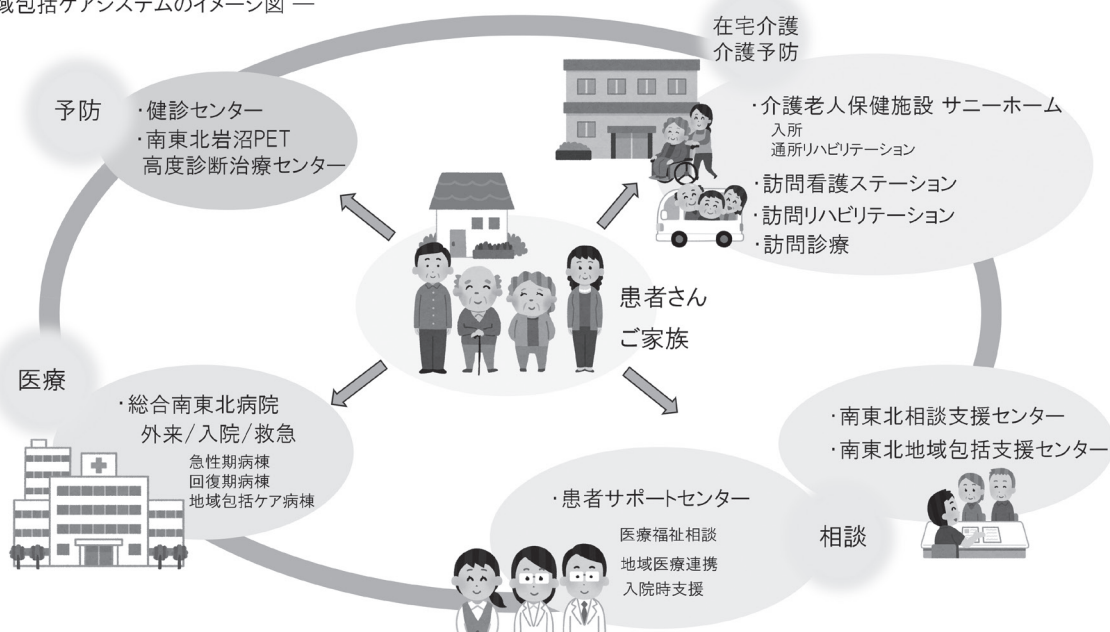 域包括ケアシステムのイメージ図 ―
予防
・健診センター
・南東北岩沼PET
高度診断治療センター
在宅介護
介護予防
・介護老人保健施設 サニーホーム
入所
通所リハビリテーション
・訪問看護ステーション
・訪問リハビリテーション
・訪問診療
患者さん
ご家族
医療
・総合南東北病院
外来/入院/救急
急性期病棟
回復期病棟
地域包括ケア病棟
・患者サポートセンター
医療福祉相談
地域医療連携
入院時支援
相談
・南東北相談支援センター
・南東北地域包括支援センター